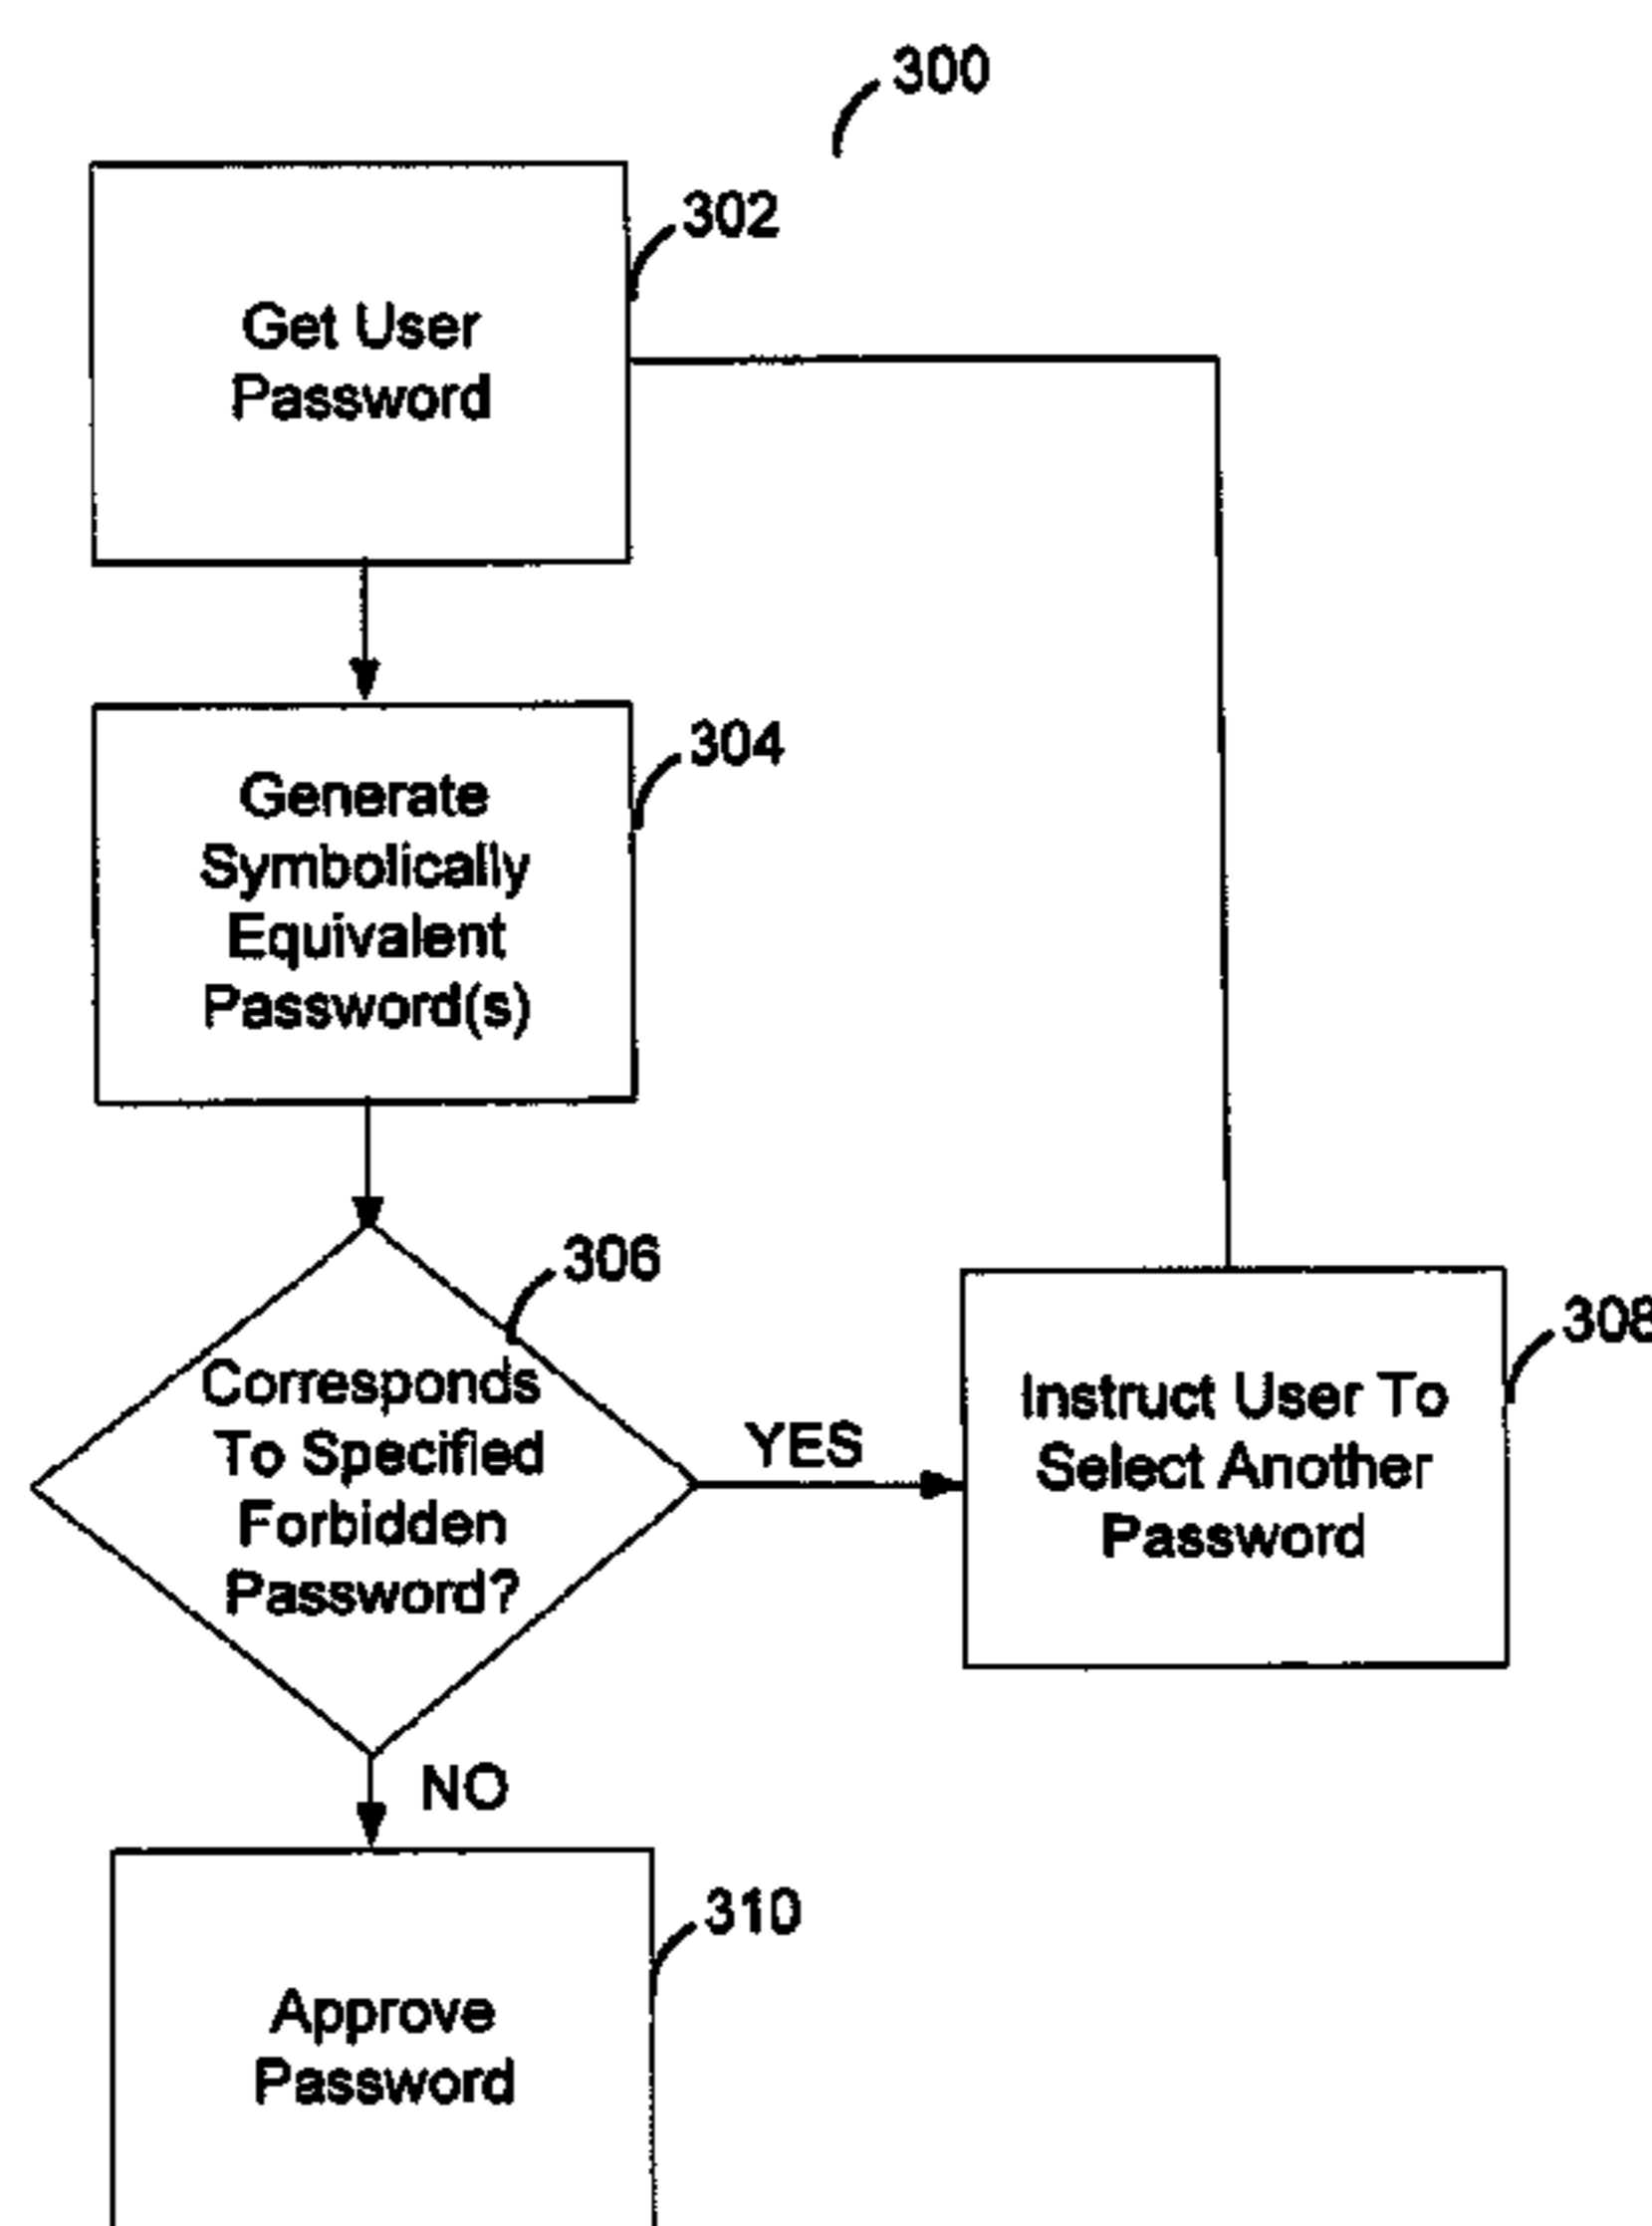 300
302
Get User
Password
304
Generate
Symbolically
Equivalent
Password(s)
306
Corresponds
To Specified
Forbidden
Password?
YES
308
Instruct User To
Select Another
Password
NO
310
Approve
Password